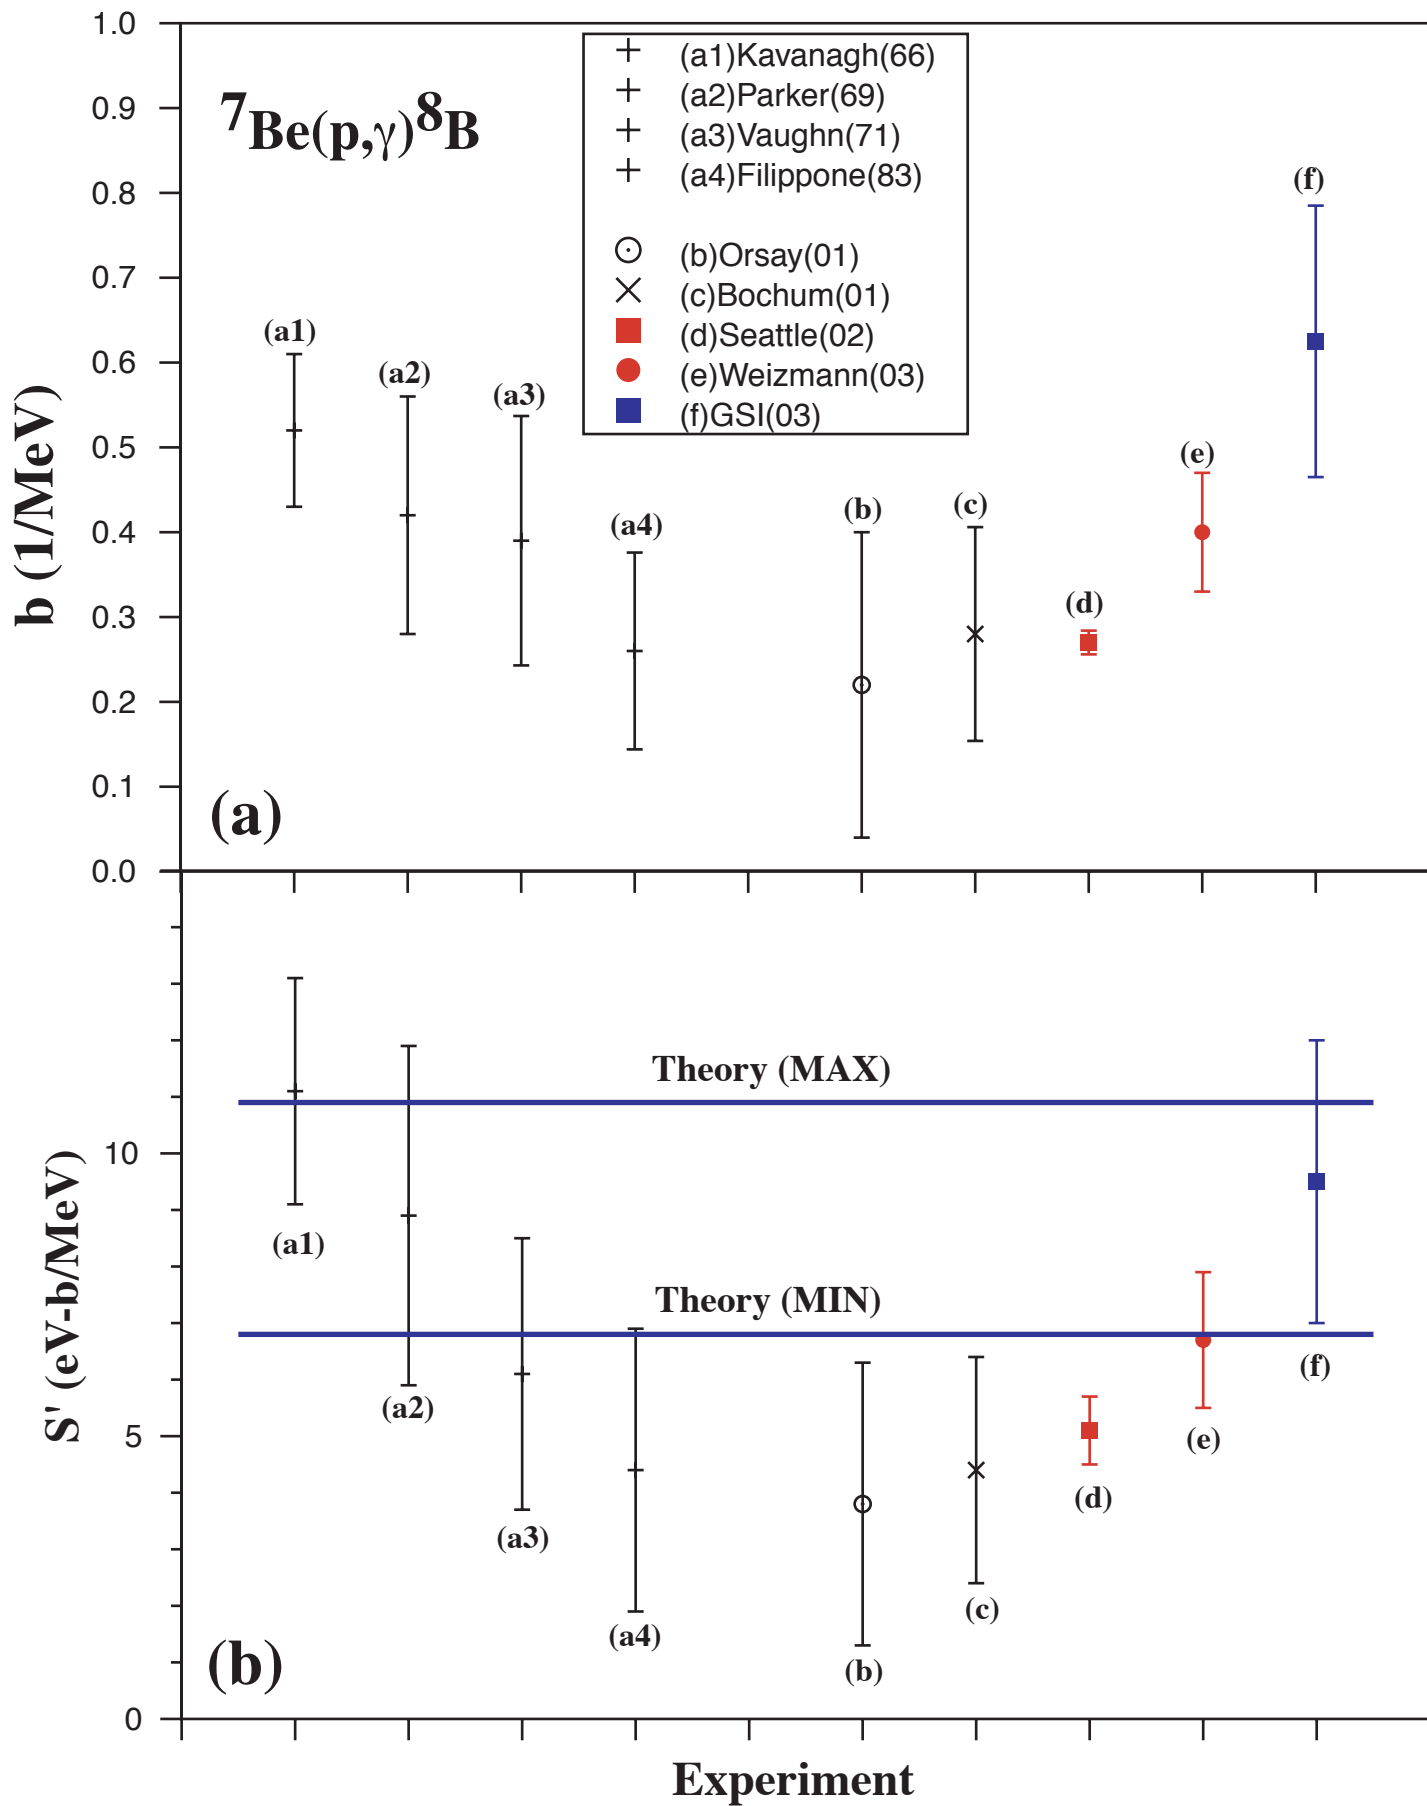 1.0
0.9
0.8
0.7
0.6
0.5
0.4
0.3
0.2
0.1
0.0
b (1/MeV)
⁷Be(p,γ)⁸B
(a1)Kavanagh(66)
(a2)Parker(69)
(a3)Vaughn(71)
(a4)Filippone(83)
(b)Orsay(01)
(c)Bochum(01)
(d)Seattle(02)
(e)Weizmann(03)
(f)GSI(03)
(a1)
(a2)
(a3)
(a4)
(b)
(c)
(d)
(e)
(f)
(a)
10
5
0
S' (eV-b/MeV)
Theory (MAX)
Theory (MIN)
(a1)
(a2)
(a3)
(a4)
(b)
(c)
(d)
(e)
(f)
(b)
Experiment